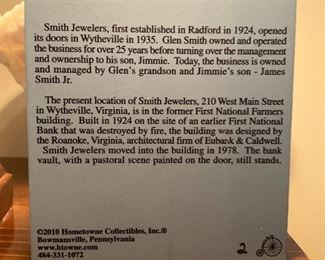 Smith Jewelers, first established in Radford in 1924, opened
its doors in Wytheville in 1935. Glen Smith owned and operated
the business for over 25 years before turning over the management
and ownership to his son, Jimmie. Today, the business is owned
and managed by Glen's grandson and Jimmie's son - James
Smith Jr.
The present location of Smith Jewelers, 210 West Main Street
in Wytheville, Virginia, is in the former First National Farmers
building. Built in 1924 on the site of an earlier First National
Bank that was destroyed by fire, the building was designed by
the Roanoke, Virginia, architectural firm of Eubank & Caldwell.
Smith Jewelers moved into the building in 1978. The bank
vault, with a pastoral scene painted on the door, still stands.
©2010 Hometowne Collectibles, Inc.®
Bowmansville, Pennsylvania
www.htowne.com
484-331-1072
2